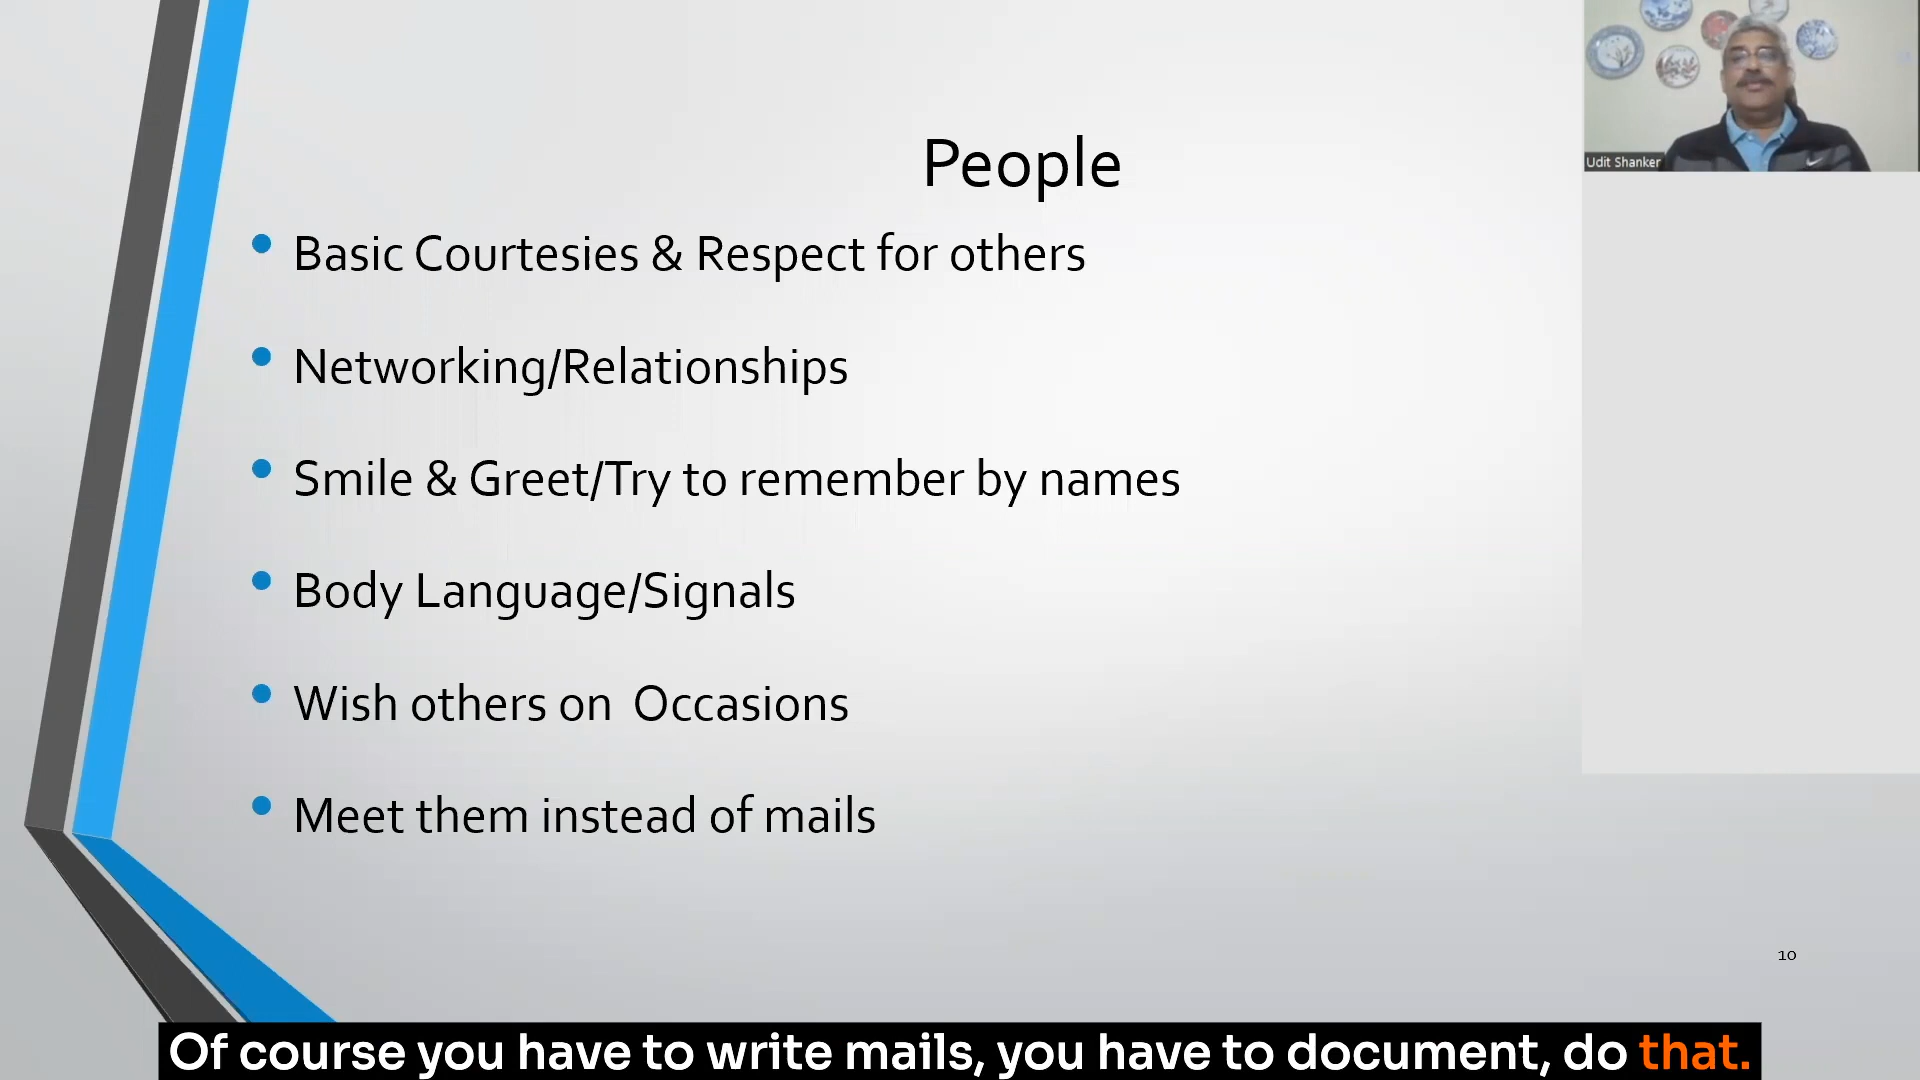 People
Udit Shanker
• Basic Courtesies & Respect for others
• Networking/Relationships
• Smile & Greet/Try to remember by names
• Body Language/Signals
• Wish others on  Occasions
• Meet them instead of mails
10
Of course you have to write mails, you have to document, do that.